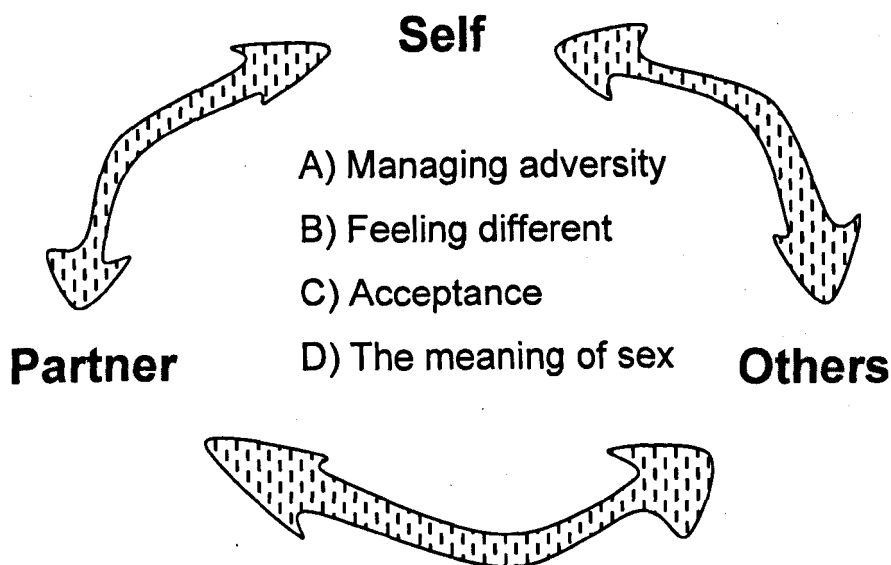 Self
A) Managing adversity
B) Feeling different
C) Acceptance
D) The meaning of sex
Partner
Others